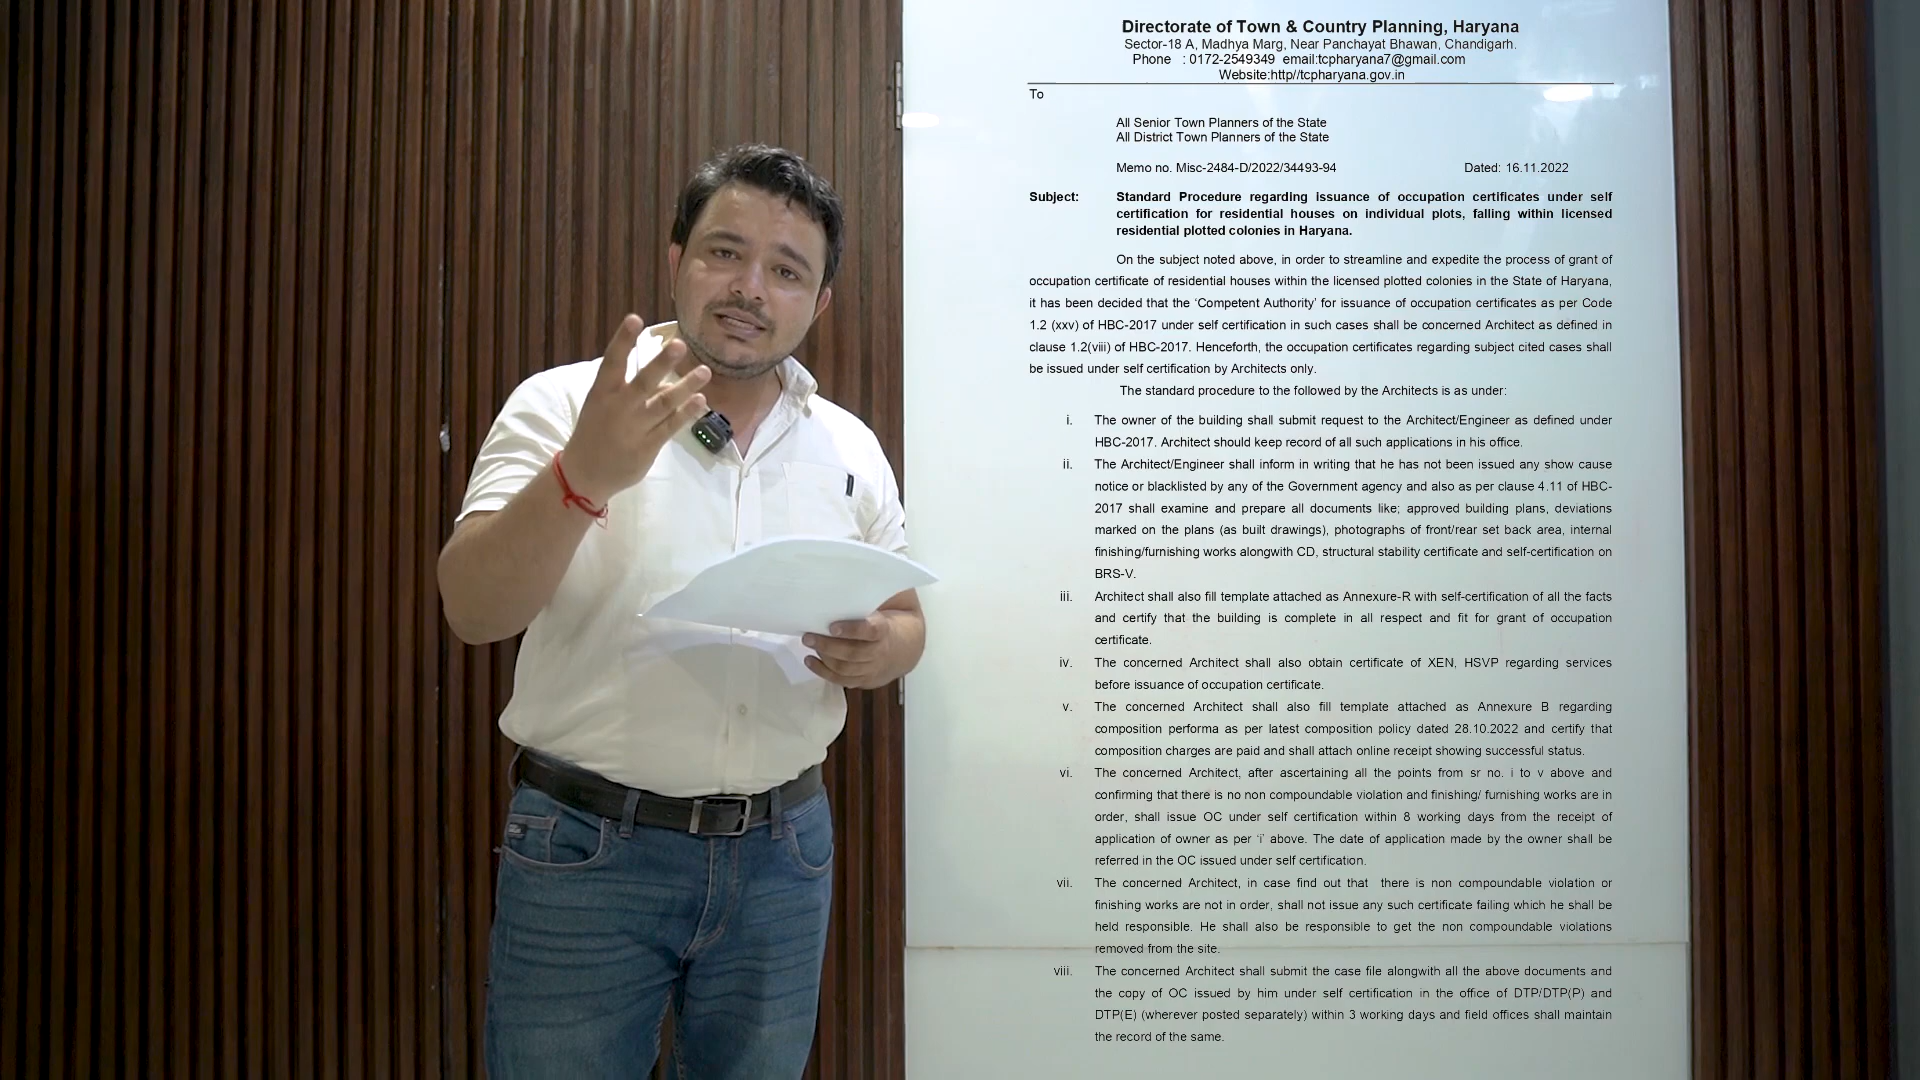 Directorate of Town & Country Planning, Haryana
Sector-18 A, Madhya Marg, Near Panchayat Bhawan, Chandigarh.
Phone : 0172-2549349 email:tcpharyana7@gmail.com
Website:http//tcpharyana.gov.in
To
All Senior Town Planners of the State
All District Town Planners of the State
Memo no. Misc-2484-D/2022/34493-94 Dated: 16.11.2022
Subject: Standard Procedure regarding issuance of occupation certificates under self
certification for residential houses on individual plots, falling within licensed
residential plotted colonies in Haryana.
On the subject noted above, in order to streamline and expedite the process of grant of
occupation certificate of residential houses within the licensed plotted colonies in the State of Haryana,
it has been decided that the ‘Competent Authority’ for issuance of occupation certificates as per Code
1.2 (xxv) of HBC-2017 under self certification in such cases shall be concerned Architect as defined in
clause 1.2(viii) of HBC-2017. Henceforth, the occupation certificates regarding subject cited cases shall
be issued under self certification by Architects only.
The standard procedure to the followed by the Architects is as under:
i. The owner of the building shall submit request to the Architect/Engineer as defined under
HBC-2017. Architect should keep record of all such applications in his office.
ii. The Architect/Engineer shall inform in writing that he has not been issued any show cause
notice or blacklisted by any of the Government agency and also as per clause 4.11 of HBC-
2017 shall examine and prepare all documents like; approved building plans, deviations
marked on the plans (as built drawings), photographs of front/rear set back area, internal
finishing/furnishing works alongwith CD, structural stability certificate and self-certification on
BRS-V.
iii. Architect shall also fill template attached as Annexure-R with self-certification of all the facts
and certify that the building is complete in all respect and fit for grant of occupation
certificate.
iv. The concerned Architect shall also obtain certificate of XEN, HSVP regarding services
before issuance of occupation certificate.
v. The concerned Architect shall also fill template attached as Annexure B regarding
composition performa as per latest composition policy dated 28.10.2022 and certify that
composition charges are paid and shall attach online receipt showing successful status.
vi. The concerned Architect, after ascertaining all the points from sr no. i to v above and
confirming that there is no non compoundable violation and finishing/ furnishing works are in
order, shall issue OC under self certification within 8 working days from the receipt of
application of owner as per ‘i’ above. The date of application made by the owner shall be
referred in the OC issued under self certification.
vii. The concerned Architect, in case find out that there is non compoundable violation or
finishing works are not in order, shall not issue any such certificate failing which he shall be
held responsible. He shall also be responsible to get the non compoundable violations
removed from the site.
viii. The concerned Architect shall submit the case file alongwith all the above documents and
the copy of OC issued by him under self certification in the office of DTP/DTP(P) and
DTP(E) (wherever posted separately) within 3 working days and field offices shall maintain
the record of the same.